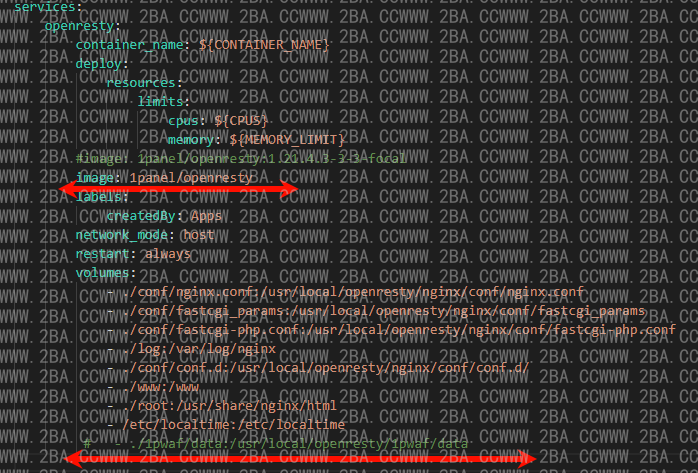 services:
openresty:
container_name: ${CONTAINER_NAME}
deploy:
resources:
limits:
cpus: ${CPUS}
memory: ${MEMORY_LIMIT}
#image: 1panel/openresty:1.21.4.3-3-3-focal
image: 1panel/openresty
labels:
createdBy: Apps
network_mode: host
restart: always
volumes:
- ./conf/nginx.conf:/usr/local/openresty/nginx/conf/nginx.conf
- ./conf/fastcgi_params:/usr/local/openresty/nginx/conf/fastcgi_params
- ./conf/fastcgi-php.conf:/usr/local/openresty/nginx/conf/fastcgi-php.conf
- ./log:/var/log/nginx
- ./conf/conf.d:/usr/local/openresty/nginx/conf/conf.d/
- ./www:/www
- ./root:/usr/share/nginx/html
- /etc/localtime:/etc/localtime
# - ./1pwaf/data:/usr/local/openresty/1pwaf/data
WWW.2BA.CC